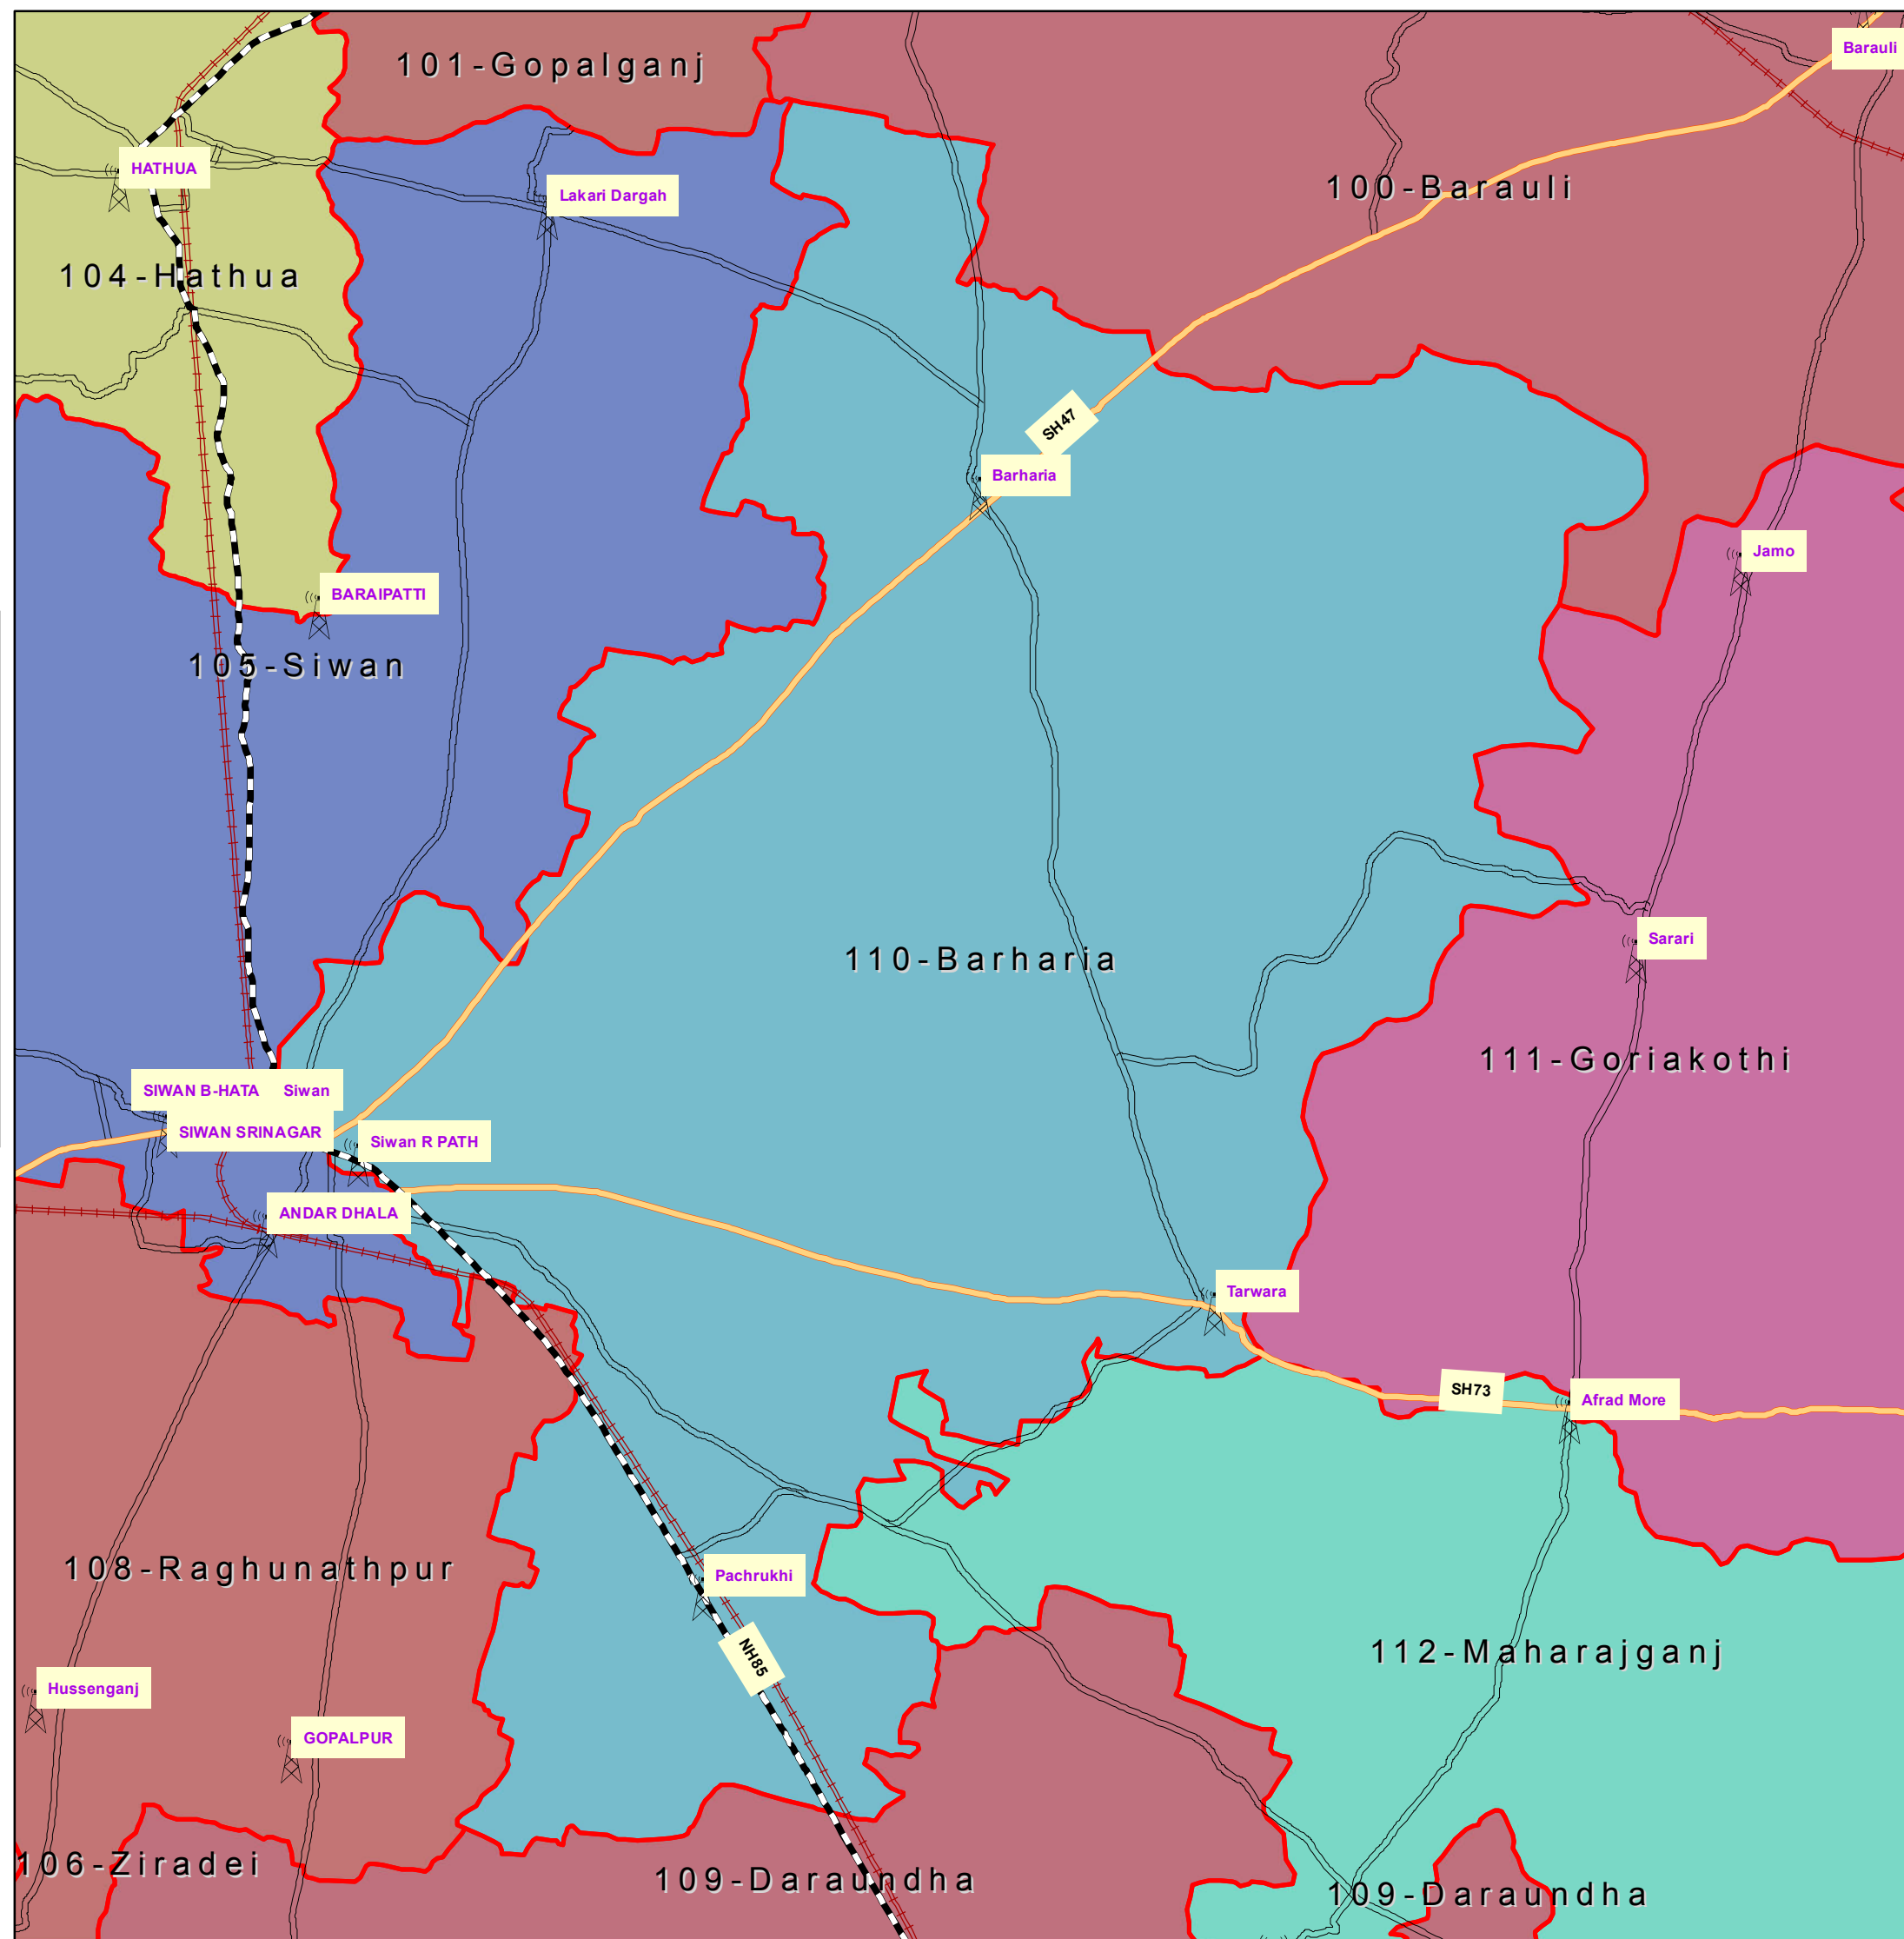 Barauli
101-Gopalganj
HATHUA
100-Barauli
Lakari Dargah
104-Hathua
SH47
Barharia
Jamo
BARAIPATTI
105-Siwan
Sarari
110-Barharia
111-Goriakothi
SIWAN B-HATA
Siwan
SIWAN SRINAGAR
Siwan R PATH
ANDAR DHALA
Tarwara
SH73
Afrad More
108-Raghunathpur
Pachrukhi
NH85
112-Maharajganj
Hussenganj
GOPALPUR
106-Ziradei
109-Daraundha
109-Daraundha